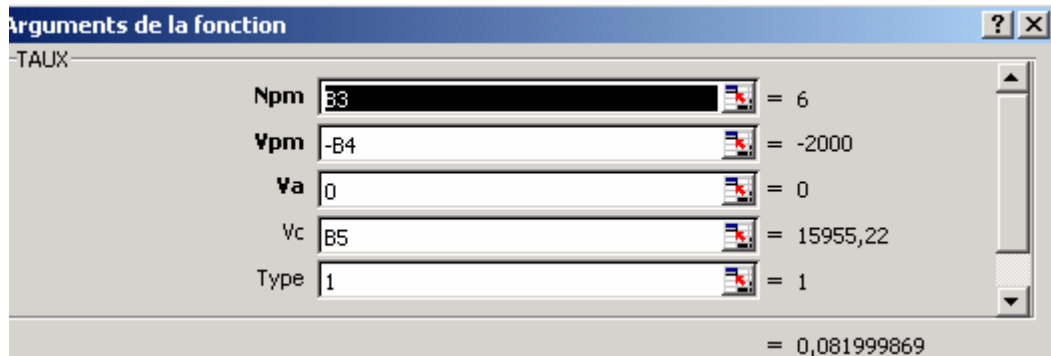 Arguments de la fonction
TAUX
Npm B3 = 6
Vpm -B4 = -2000
Va 0 = 0
Vc B5 = 15955,22
Type 1 = 1
= 0,081999869